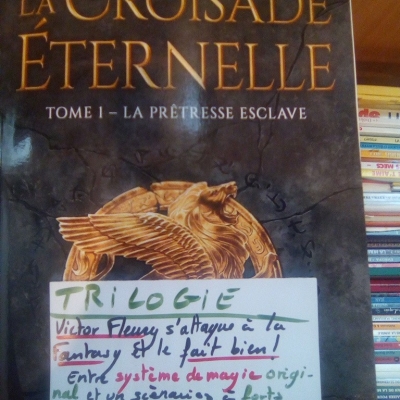 LA CROISADE
ÉTERNELLE
TOME I – LA PRÊTRESSE ESCLAVE
TRILOGIE
Victor Fleury s'attaque à la
Fantasy et le fait bien !
Entre système de magie origi-
nal et un scénario à forts